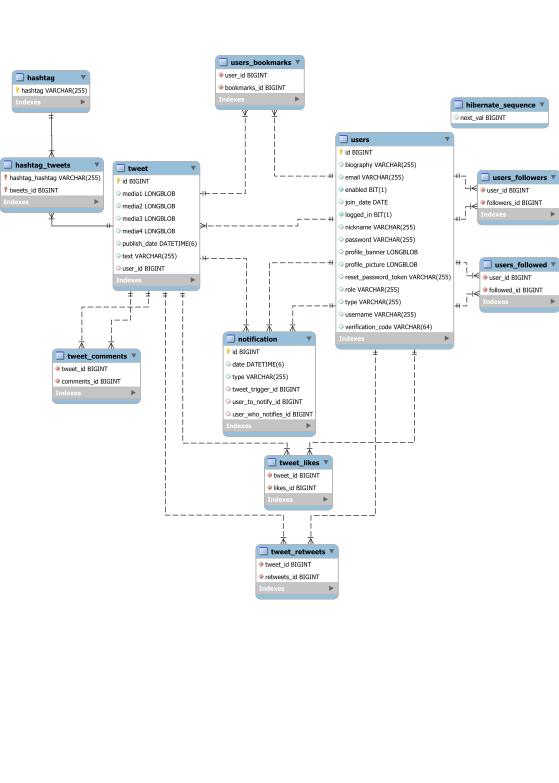 users_bookmarks
user_id BIGINT
bookmarks_id BIGINT
Indexes
hashtag
hashtag VARCHAR(255)
Indexes
hibernate_sequence
next_val BIGINT
hashtag_tweets
hashtag_hashtag VARCHAR(255)
tweets_id BIGINT
Indexes
tweet
id BIGINT
media1 LONGBLOB
media2 LONGBLOB
media3 LONGBLOB
media4 LONGBLOB
publish_date DATETIME(6)
text VARCHAR(255)
user_id BIGINT
Indexes
users
id BIGINT
biography VARCHAR(255)
email VARCHAR(255)
enabled BIT(1)
join_date DATE
logged_in BIT(1)
nickname VARCHAR(255)
password VARCHAR(255)
profile_banner LONGBLOB
profile_picture LONGBLOB
reset_password_token VARCHAR(255)
role VARCHAR(255)
type VARCHAR(255)
username VARCHAR(255)
verification_code VARCHAR(64)
Indexes
users_followers
user_id BIGINT
followers_id BIGINT
Indexes
users_followed
user_id BIGINT
followed_id BIGINT
Indexes
tweet_comments
tweet_id BIGINT
comments_id BIGINT
Indexes
notification
id BIGINT
date DATETIME(6)
type VARCHAR(255)
tweet_trigger_id BIGINT
user_to_notify_id BIGINT
user_who_notifies_id BIGINT
Indexes
tweet_likes
tweet_id BIGINT
likes_id BIGINT
Indexes
tweet_retweets
tweet_id BIGINT
retweets_id BIGINT
Indexes